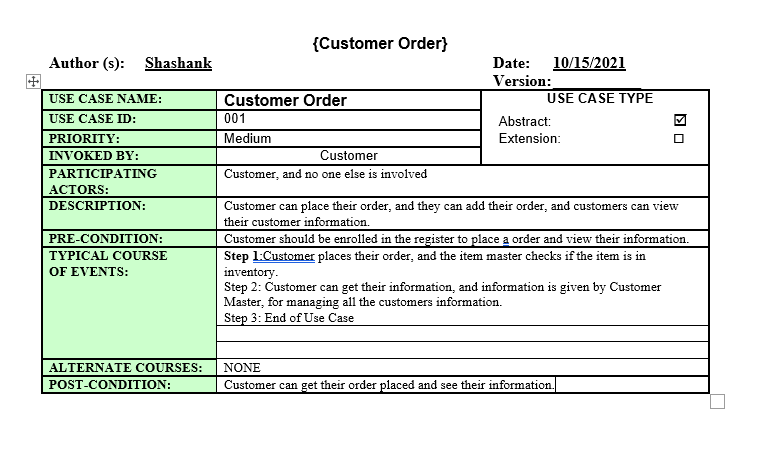 {Customer Order}
Author (s): Shashank Date: 10/15/2021
Version:
USE CASE NAME: Customer Order USE CASE TYPE
USE CASE ID: 001 Abstract: ☑
PRIORITY: Medium Extension: ☐
INVOKED BY: Customer
PARTICIPATING Customer, and no one else is involved
ACTORS:
DESCRIPTION: Customer can place their order, and they can add their order, and customers can view
their customer information.
PRE-CONDITION: Customer should be enrolled in the register to place a order and view their information.
TYPICAL COURSE Step 1:Customer places their order, and the item master checks if the item is in
OF EVENTS: inventory.
Step 2: Customer can get their information, and information is given by Customer
Master, for managing all the customers information.
Step 3: End of Use Case
ALTERNATE COURSES: NONE
POST-CONDITION: Customer can get their order placed and see their information.